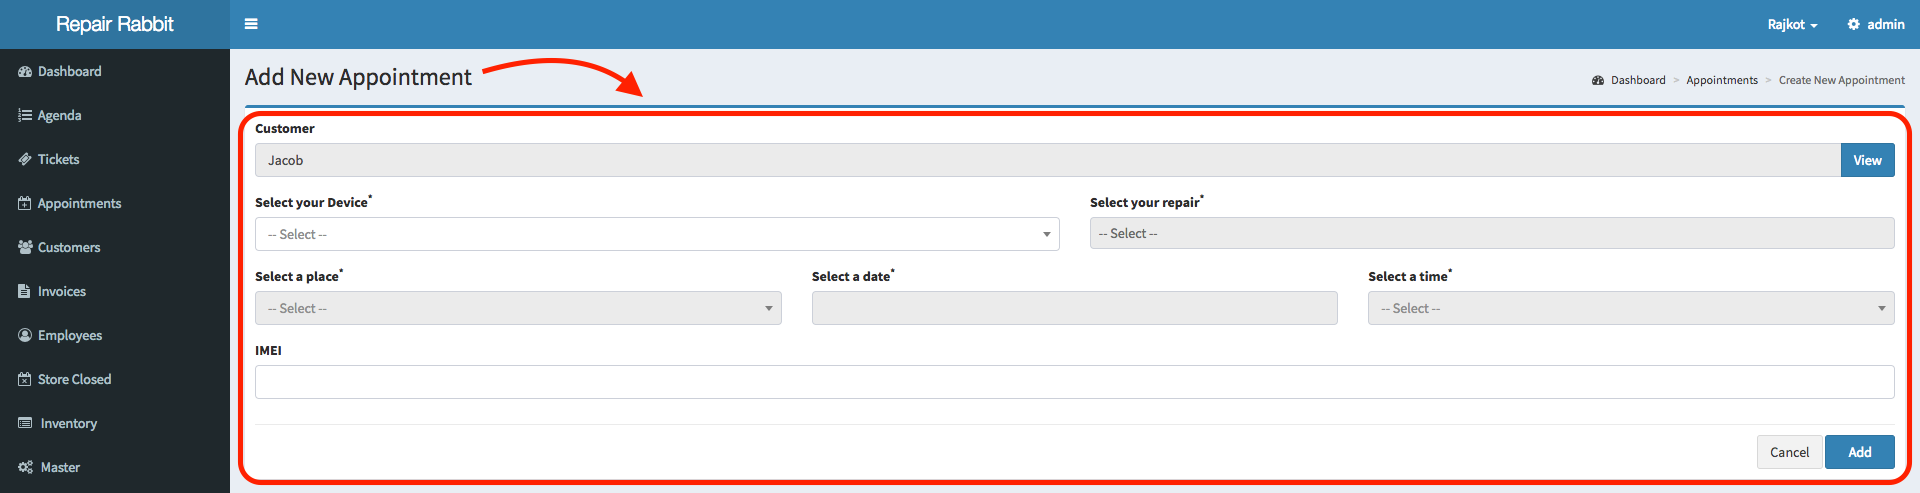 Repair Rabbit
Rajkot
admin
Dashboard
Agenda
Tickets
Appointments
Customers
Invoices
Employees
Store Closed
Inventory
Master
Add New Appointment
Dashboard > Appointments > Create New Appointment
Customer
Jacob
View
Select your Device*
Select your repair*
-- Select --
-- Select --
Select a place*
Select a date*
Select a time*
-- Select --
-- Select --
IMEI
Cancel
Add